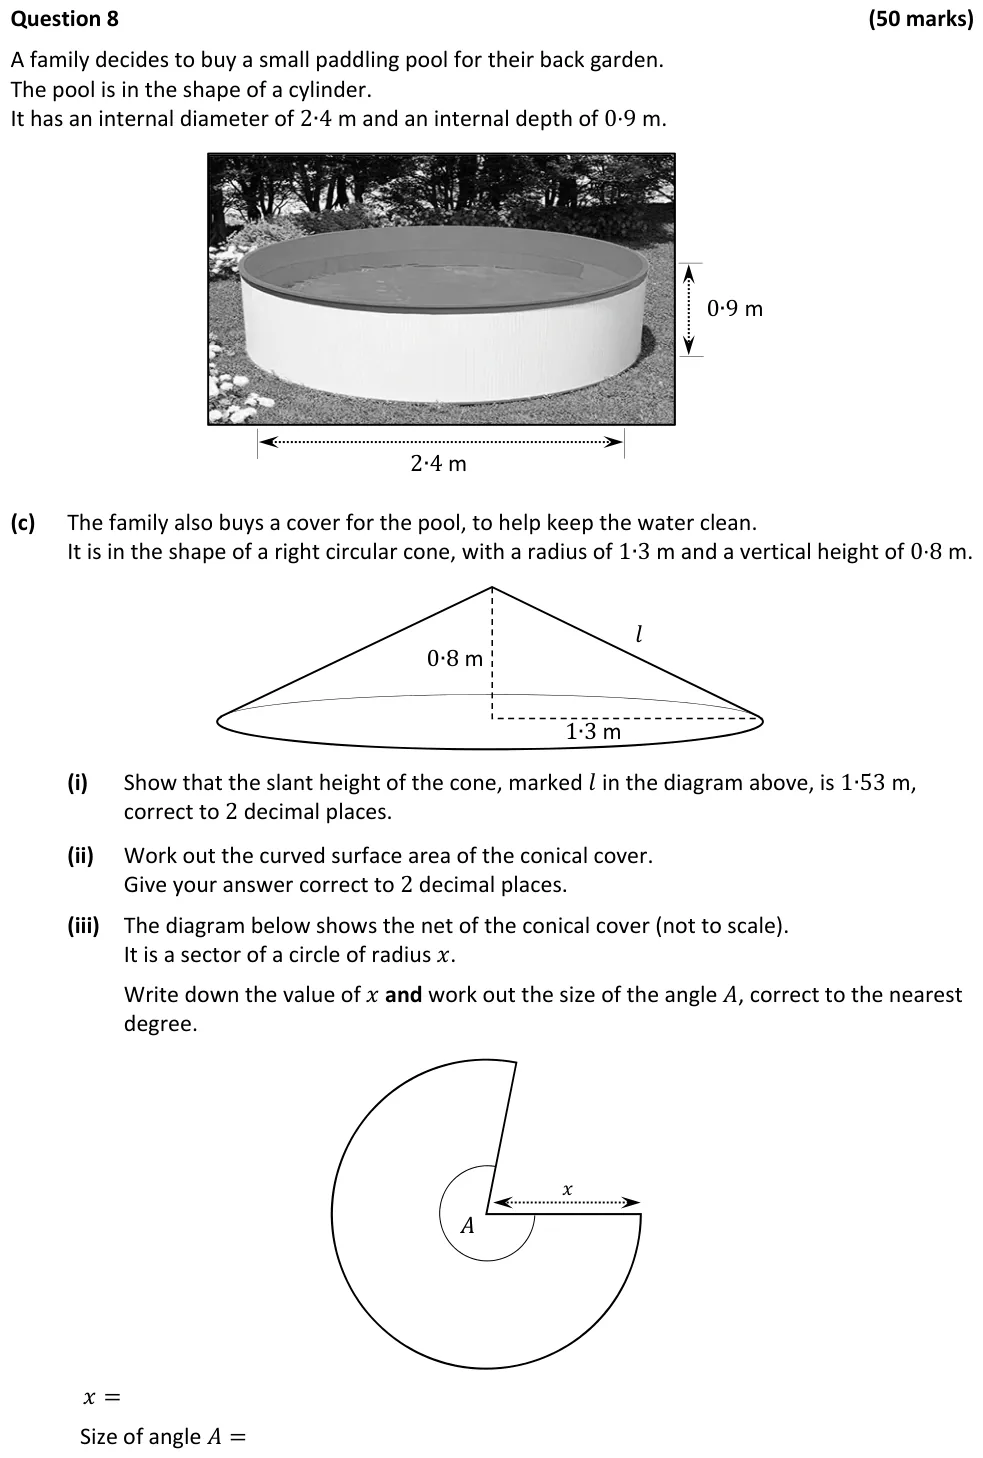 Question 8
(50 marks)
A family decides to buy a small paddling pool for their back garden.
The pool is in the shape of a cylinder.
It has an internal diameter of 2·4 m and an internal depth of 0·9 m.
0·9 m
2·4 m
(c) The family also buys a cover for the pool, to help keep the water clean.
It is in the shape of a right circular cone, with a radius of 1·3 m and a vertical height of 0·8 m.
l
0·8 m
1·3 m
(i) Show that the slant height of the cone, marked l in the diagram above, is 1·53 m,
correct to 2 decimal places.
(ii) Work out the curved surface area of the conical cover.
Give your answer correct to 2 decimal places.
(iii) The diagram below shows the net of the conical cover (not to scale).
It is a sector of a circle of radius x.
Write down the value of x and work out the size of the angle A, correct to the nearest
degree.
x
A
x =
Size of angle A =